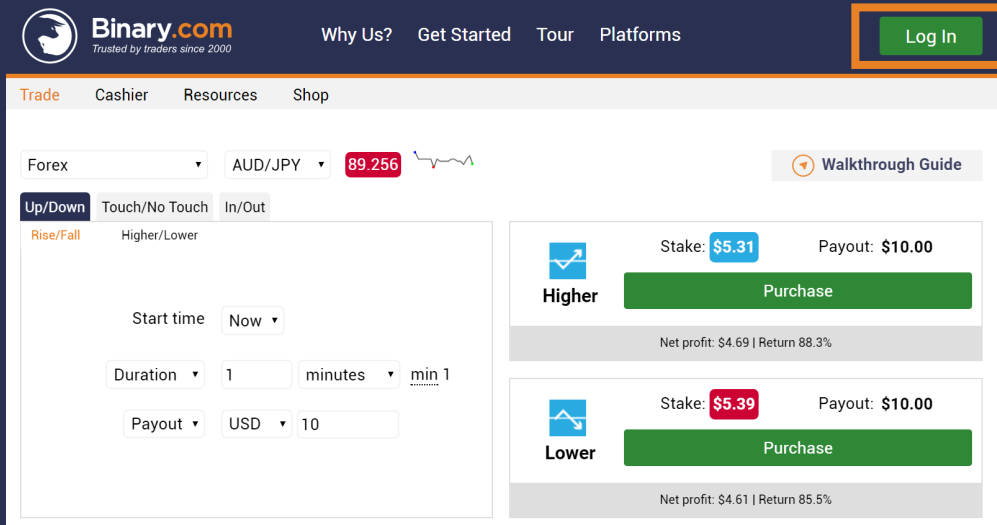 Binary.com
Trusted by traders since 2000
Why Us? Get Started Tour Platforms
Log In
Trade Cashier Resources Shop
Forex AUD/JPY 89.256
Walkthrough Guide
Up/Down Touch/No Touch In/Out
Rise/Fall Higher/Lower
Start time Now
Duration 1 minutes min 1
Payout USD 10
Higher
Stake: $5.31 Payout: $10.00
Purchase
Net profit: $4.69 | Return 88.3%
Lower
Stake: $5.39 Payout: $10.00
Purchase
Net profit: $4.61 | Return 85.5%